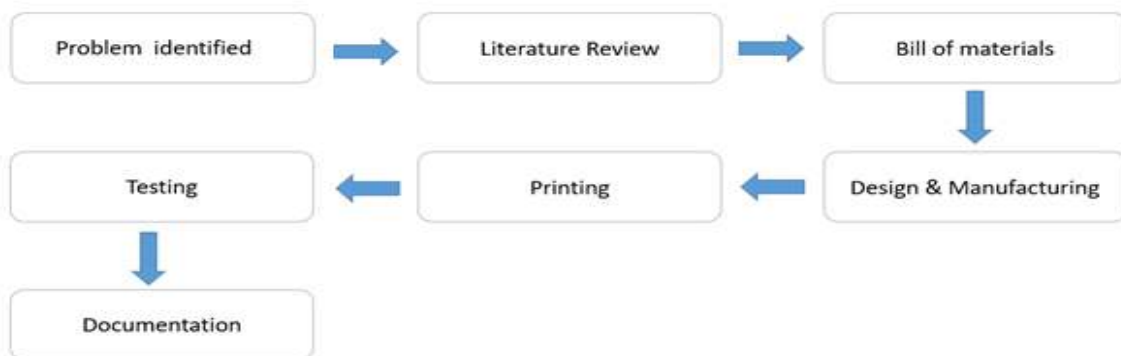 Problem identified
Literature Review
Bill of materials
Design & Manufacturing
Printing
Testing
Documentation